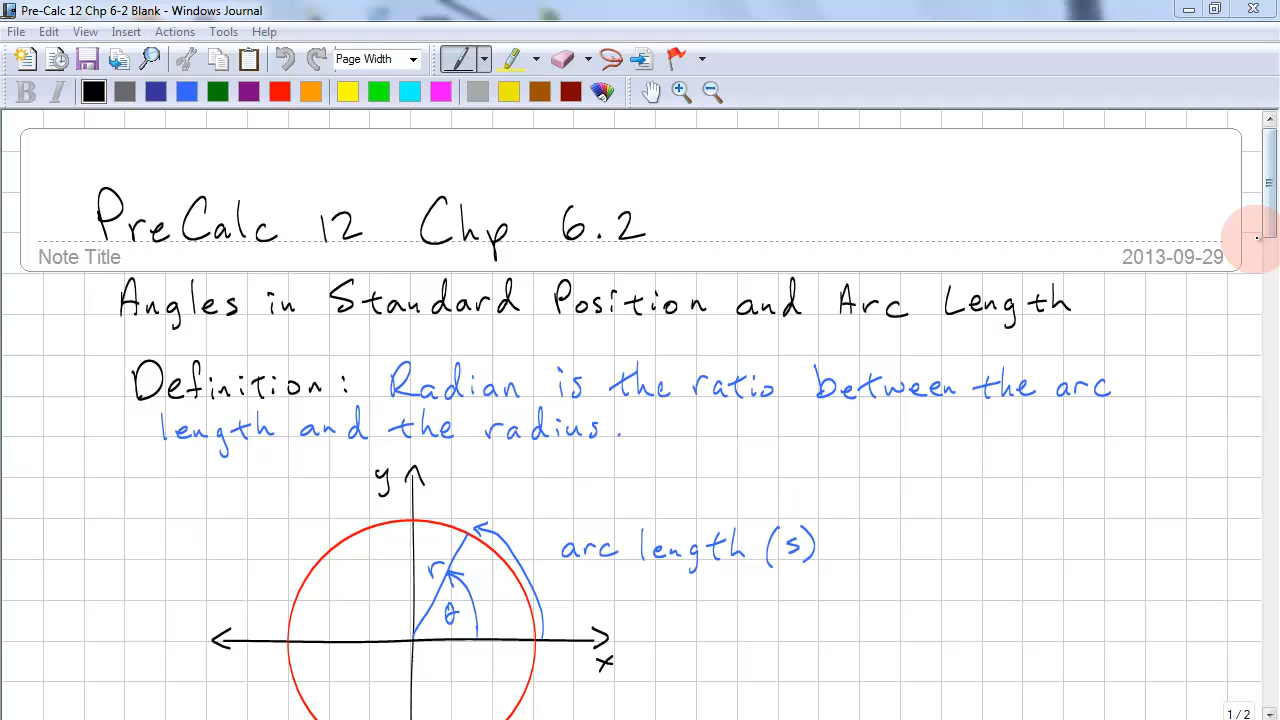 Pre-Calc 12 Chp 6-2 Blank - Windows Journal
File Edit View Insert Actions Tools Help
Page Width
B I
PreCalc 12 Chp 6.2
Note Title 2013-09-29
Angles in Standard Position and Arc Length
Definition: Radian is the ratio between the arc
length and the radius.
y
arc length (s)
r
θ
x
1 / 2